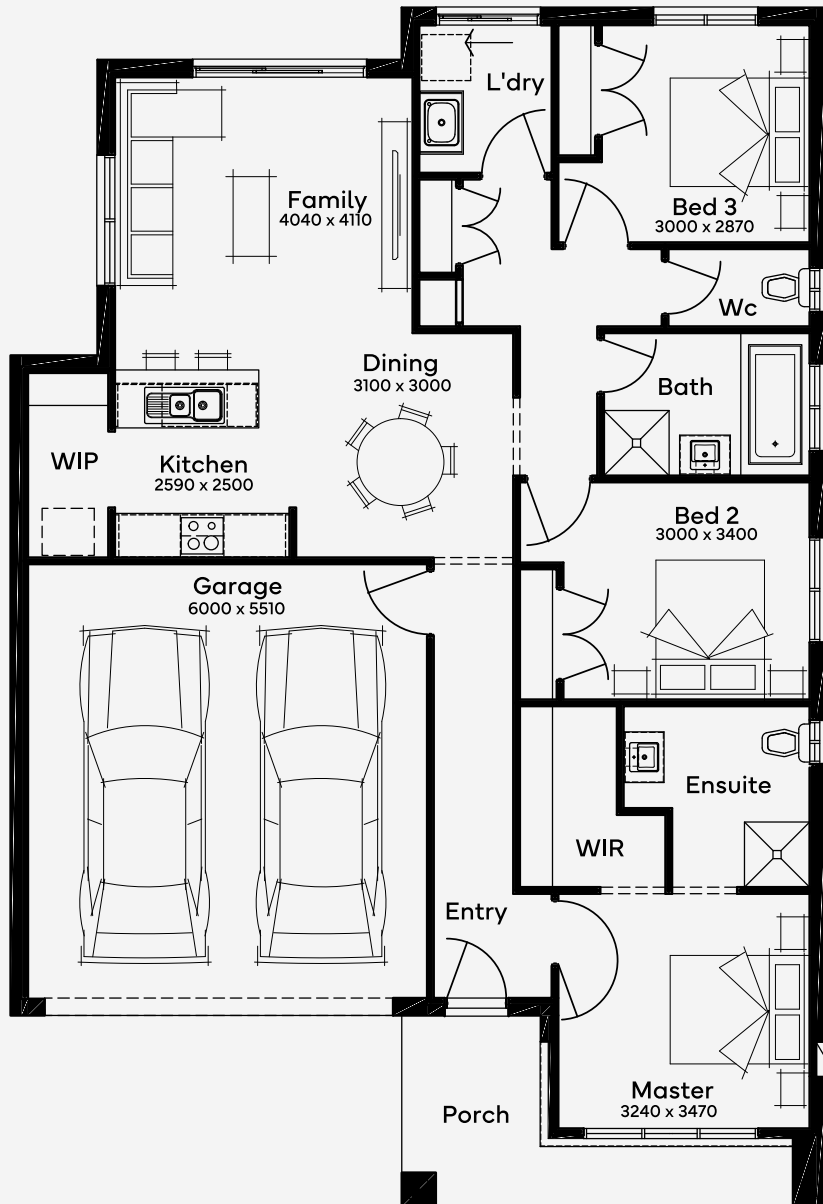 L'dry
Family
4040 x 4110
Bed 3
3000 x 2870
Wc
Dining
3100 x 3000
Bath
WIP
Kitchen
2590 x 2500
Bed 2
3000 x 3400
Garage
6000 x 5510
Ensuite
WIR
Entry
Master
3240 x 3470
Porch